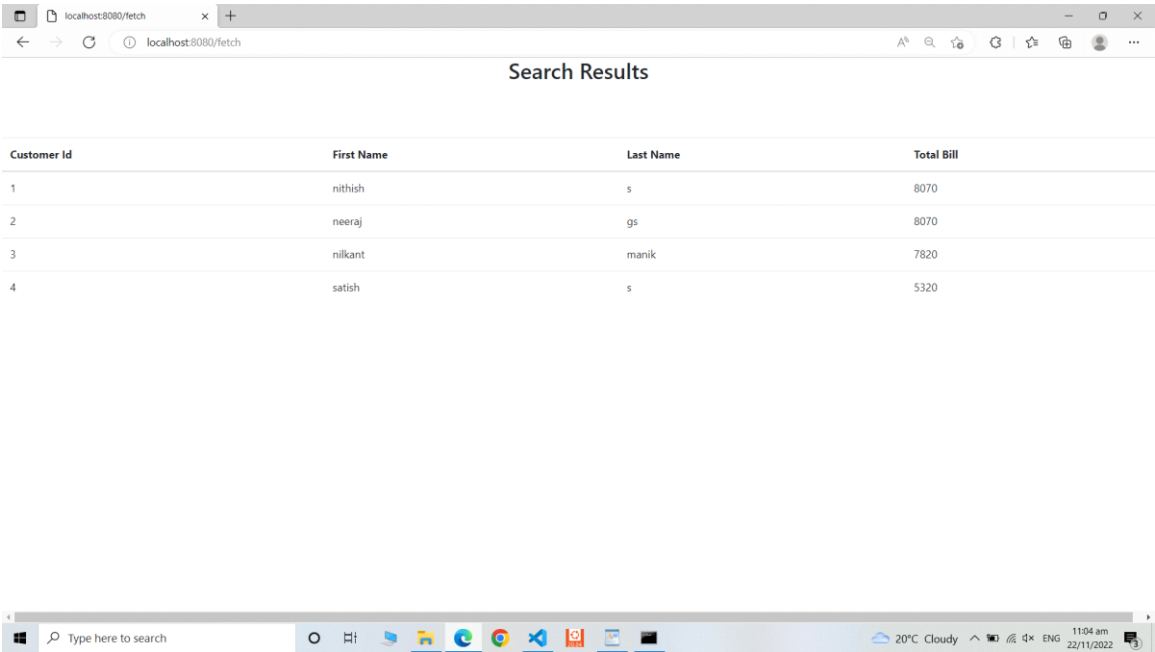 localhost:8080/fetch
localhost:8080/fetch
Search Results
Customer Id First Name Last Name Total Bill
1 nithish s 8070
2 neeraj gs 8070
3 nilkant manik 7820
4 satish s 5320
Type here to search 20°C Cloudy ENG 11:04 am
22/11/2022 3